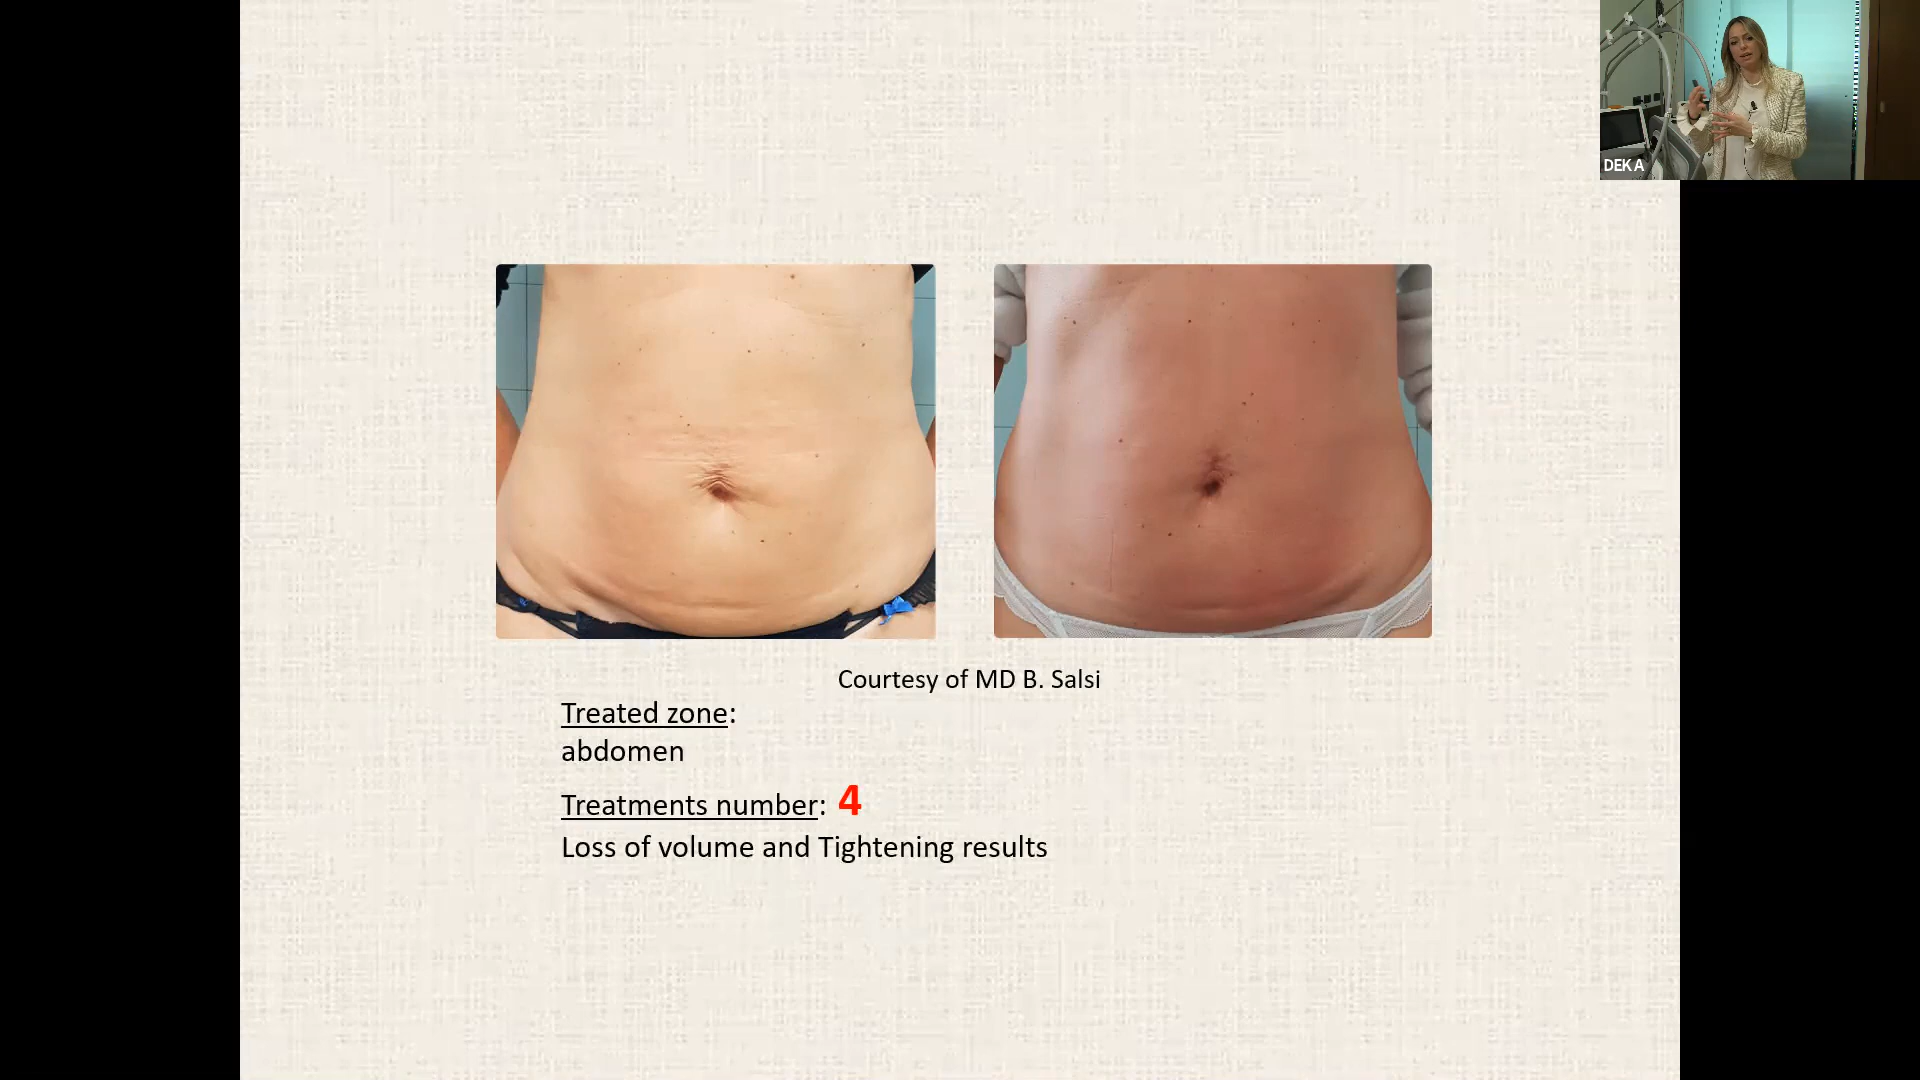 DEKA
Courtesy of MD B. Salsi
Treated zone:
abdomen
Treatments number: 4
Loss of volume and Tightening results